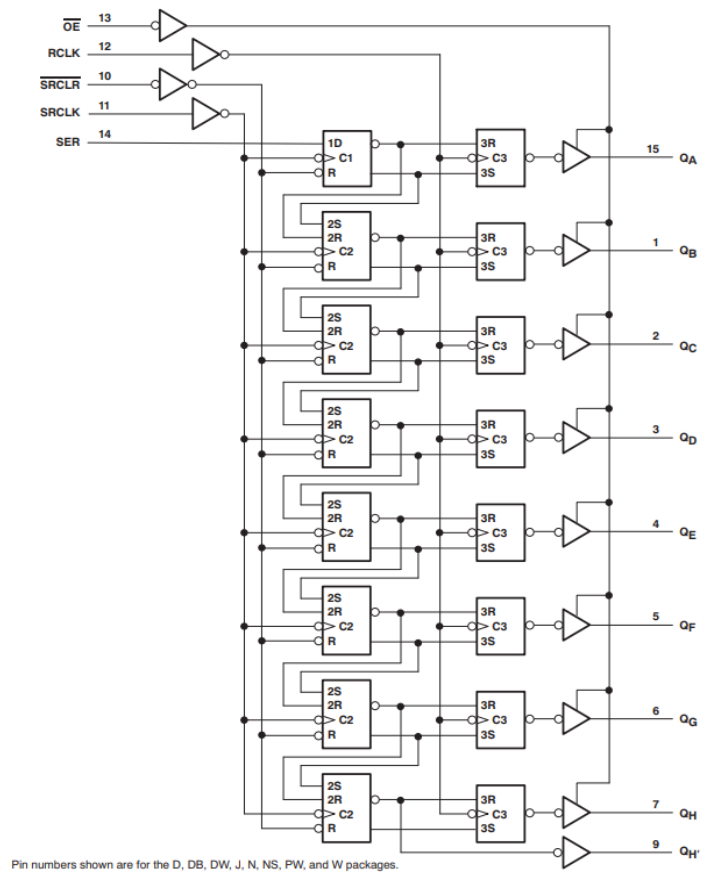 OE 13
RCLK 12
SRCLR 10
SRCLK 11
SER 14
1D
C1
R
3R
C3
3S
15 QA
2S
2R
C2
R
3R
C3
3S
1 QB
2S
2R
C2
R
3R
C3
3S
2 QC
2S
2R
C2
R
3R
C3
3S
3 QD
2S
2R
C2
R
3R
C3
3S
4 QE
2S
2R
C2
R
3R
C3
3S
5 QF
2S
2R
C2
R
3R
C3
3S
6 QG
2S
2R
C2
R
3R
C3
3S
7 QH
9 QH'
Pin numbers shown are for the D, DB, DW, J, N, NS, PW, and W packages.